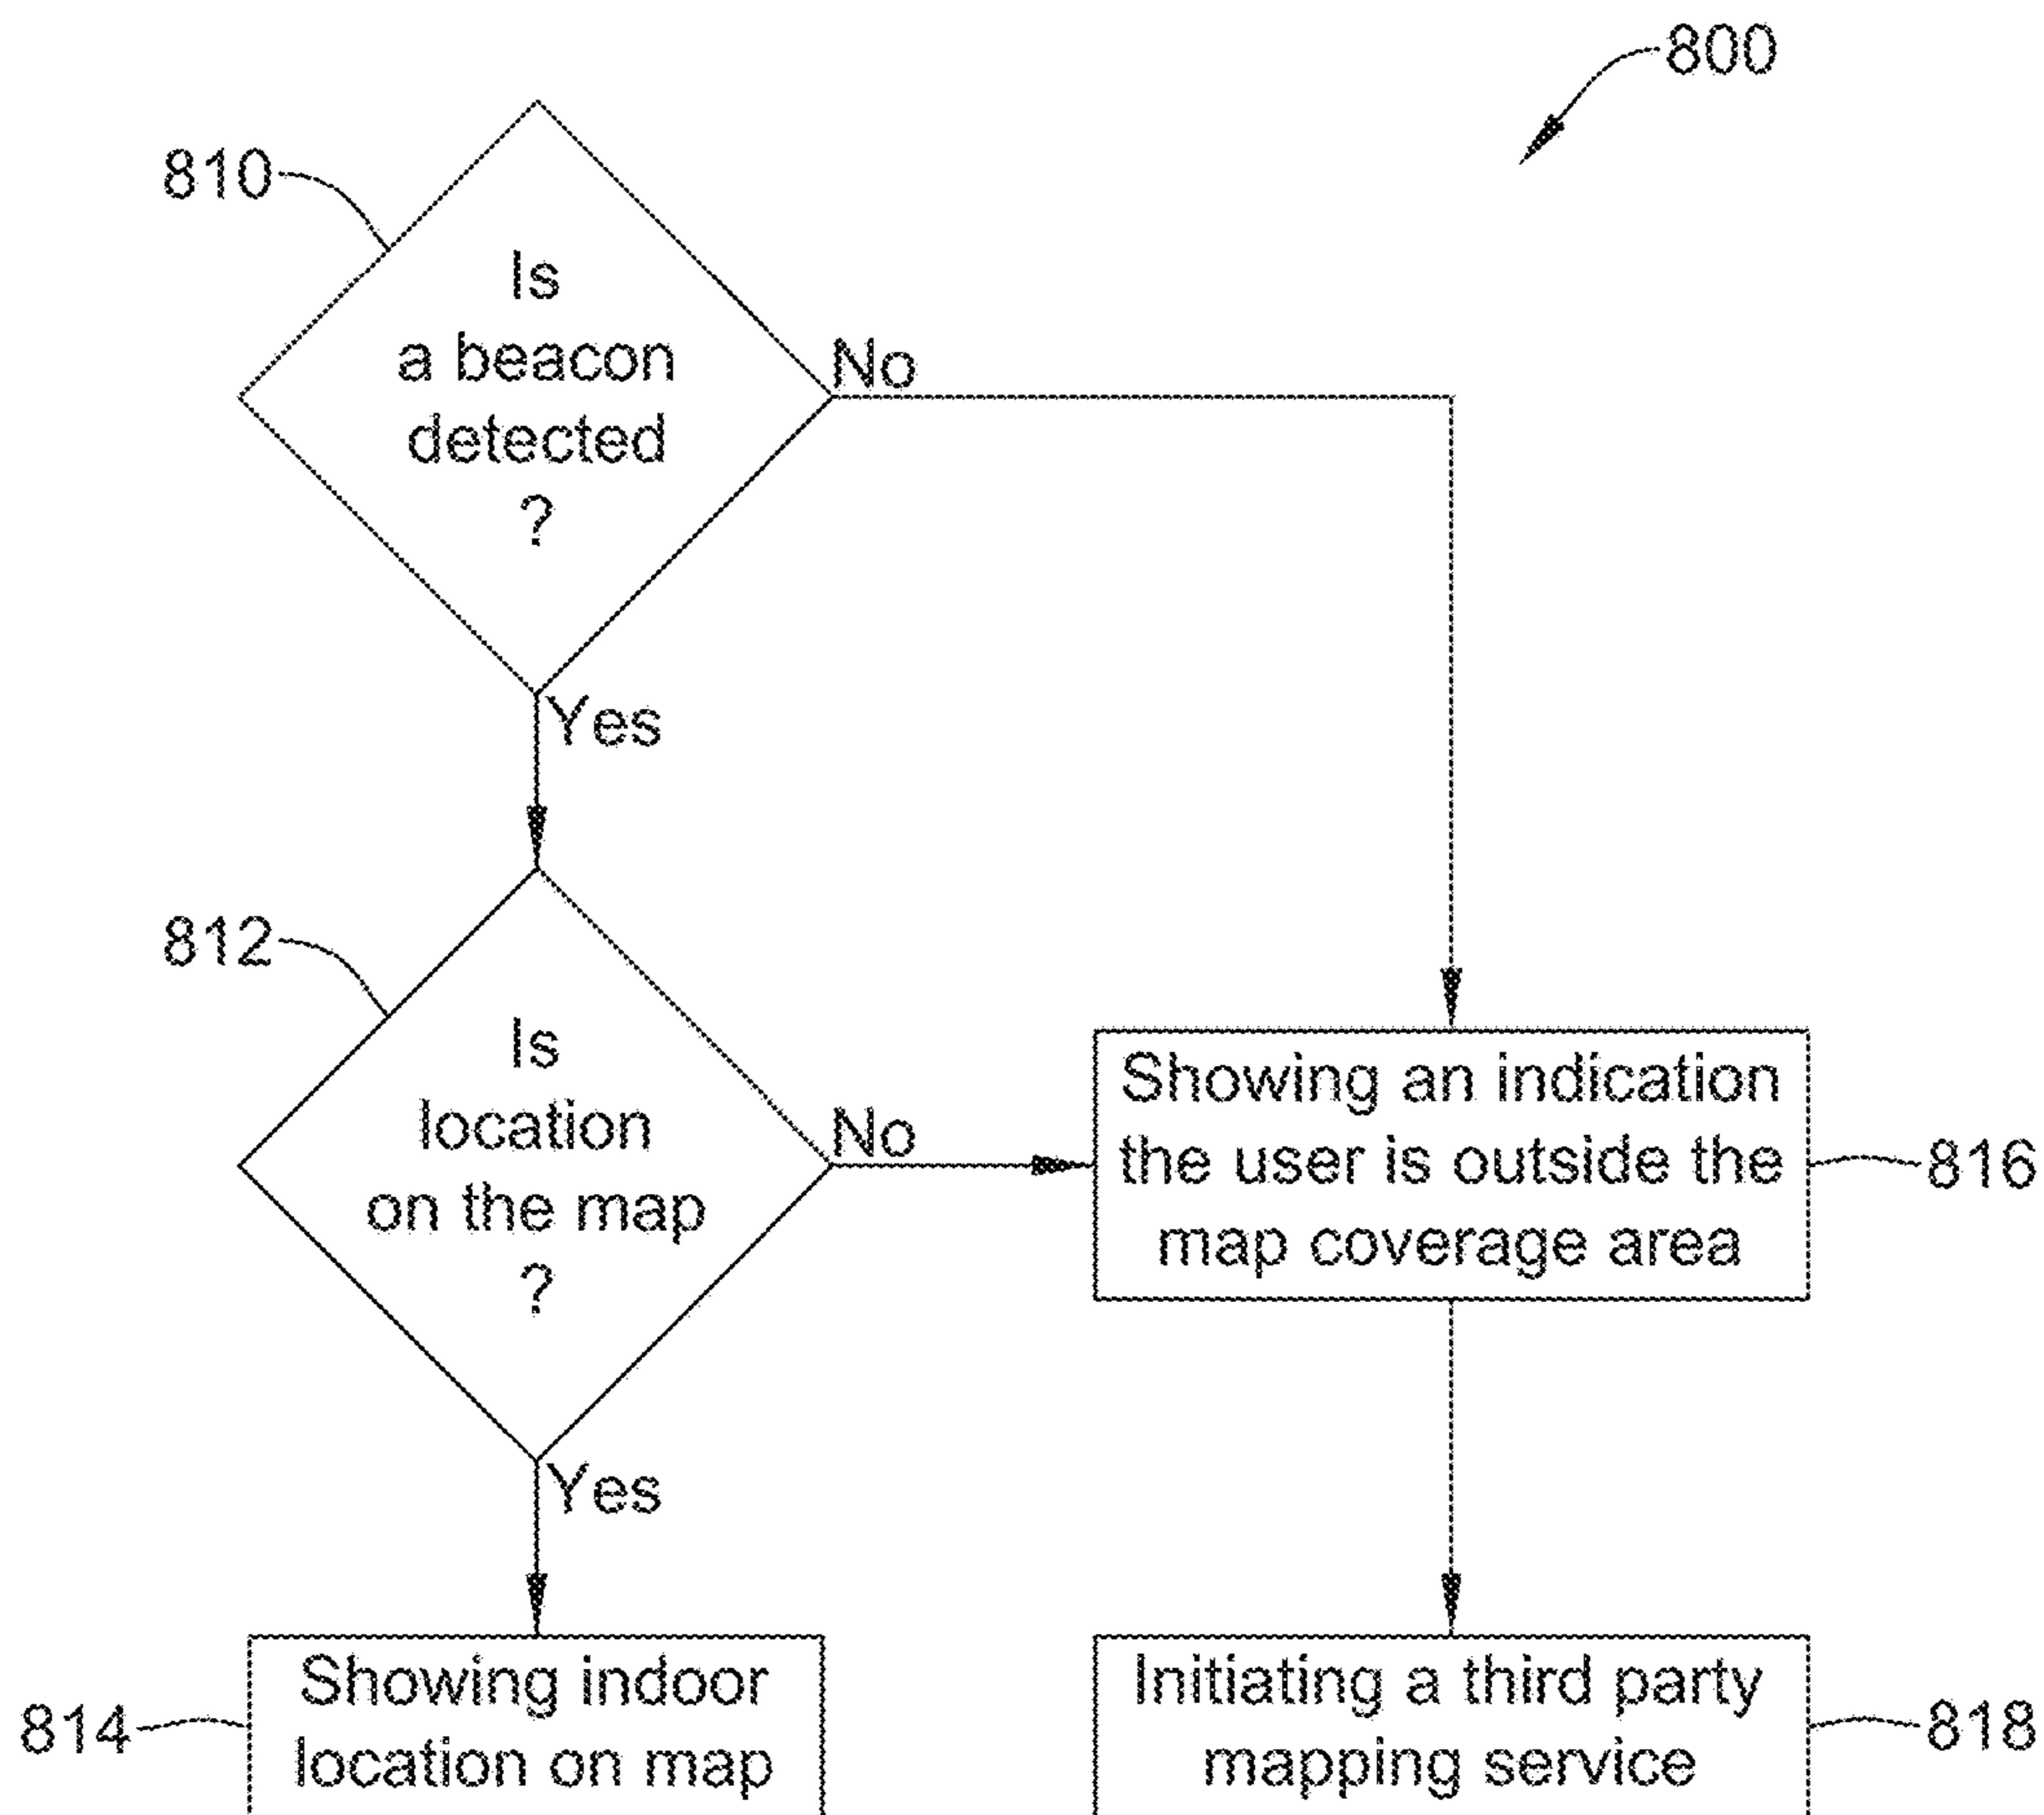 800
810
Is
a beacon
detected
?
No
Yes
812
Is
location
on the map
?
No
Yes
Showing an indication
the user is outside the
map coverage area
816
814
Showing indoor
location on map
Initiating a third party
mapping service
818